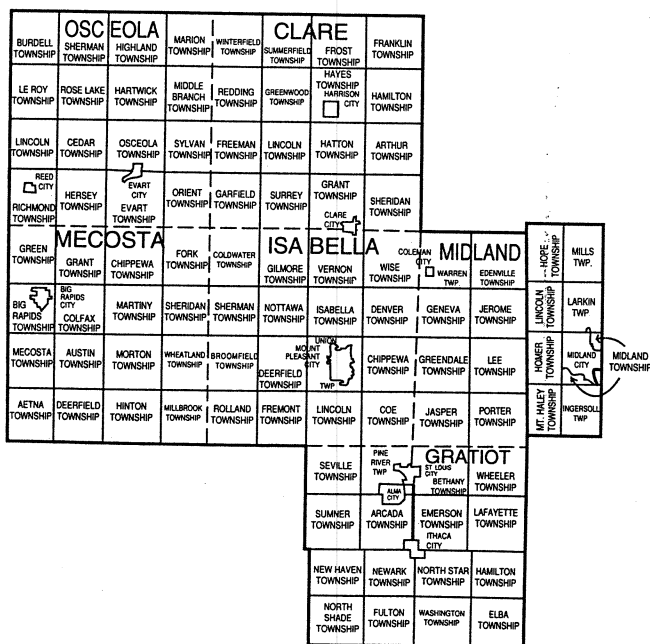 OSCEOLA
CLARE
BURDELL TOWNSHIP
SHERMAN TOWNSHIP
HIGHLAND TOWNSHIP
MARION TOWNSHIP
WINTERFIELD TOWNSHIP
SUMMERFIELD TOWNSHIP
FROST TOWNSHIP
FRANKLIN TOWNSHIP
LE ROY TOWNSHIP
ROSE LAKE TOWNSHIP
HARTWICK TOWNSHIP
MIDDLE BRANCH TOWNSHIP
REDDING TOWNSHIP
GREENWOOD TOWNSHIP
HAYES TOWNSHIP
HARRISON CITY
HAMILTON TOWNSHIP
LINCOLN TOWNSHIP
CEDAR TOWNSHIP
OSCEOLA TOWNSHIP
SYLVAN TOWNSHIP
FREEMAN TOWNSHIP
LINCOLN TOWNSHIP
HATTON TOWNSHIP
ARTHUR TOWNSHIP
REED CITY
RICHMOND TOWNSHIP
HERSEY TOWNSHIP
EVART CITY
EVART TOWNSHIP
ORIENT TOWNSHIP
GARFIELD TOWNSHIP
SURREY TOWNSHIP
GRANT TOWNSHIP
CLARE CITY
SHERIDAN TOWNSHIP
MECOSTA
ISABELLA
MIDLAND
GREEN TOWNSHIP
GRANT TOWNSHIP
CHIPPEWA TOWNSHIP
FORK TOWNSHIP
COLDWATER TOWNSHIP
GILMORE TOWNSHIP
VERNON TOWNSHIP
WISE TOWNSHIP
COLEMAN CITY
WARREN TWP.
EDENVILLE TOWNSHIP
HOPE TOWNSHIP
MILLS TWP.
BIG RAPIDS TOWNSHIP
BIG RAPIDS CITY
COLFAX TOWNSHIP
MARTINY TOWNSHIP
SHERIDAN TOWNSHIP
SHERMAN TOWNSHIP
NOTTAWA TOWNSHIP
ISABELLA TOWNSHIP
DENVER TOWNSHIP
GENEVA TOWNSHIP
JEROME TOWNSHIP
LINCOLN TOWNSHIP
LARKIN TWP
MECOSTA TOWNSHIP
AUSTIN TOWNSHIP
MORTON TOWNSHIP
WHEATLAND TOWNSHIP
BROOMFIELD TOWNSHIP
DEERFIELD TOWNSHIP
UNION TWP
MOUNT PLEASANT CITY
CHIPPEWA TOWNSHIP
GREENDALE TOWNSHIP
LEE TOWNSHIP
HOMER TOWNSHIP
MIDLAND CITY
MIDLAND TOWNSHIP
AETNA TOWNSHIP
DEERFIELD TOWNSHIP
HINTON TOWNSHIP
MILLBROOK TOWNSHIP
ROLLAND TOWNSHIP
FREMONT TOWNSHIP
LINCOLN TOWNSHIP
COE TOWNSHIP
JASPER TOWNSHIP
PORTER TOWNSHIP
MT. HALEY TOWNSHIP
INGERSOLL TWP
GRATIOT
SEVILLE TOWNSHIP
PINE RIVER TWP
ALMA CITY
ST LOUIS CITY
BETHANY TOWNSHIP
WHEELER TOWNSHIP
SUMNER TOWNSHIP
ARCADA TOWNSHIP
EMERSON TOWNSHIP
ITHACA CITY
LAFAYETTE TOWNSHIP
NEW HAVEN TOWNSHIP
NEWARK TOWNSHIP
NORTH STAR TOWNSHIP
HAMILTON TOWNSHIP
NORTH SHADE TOWNSHIP
FULTON TOWNSHIP
WASHINGTON TOWNSHIP
ELBA TOWNSHIP